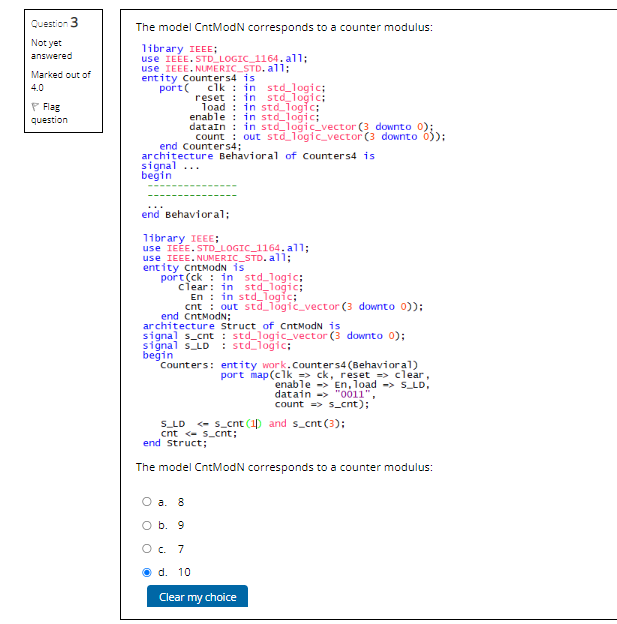 Question 3
Not yet
answered
Marked out of
4.0
Flag
question
The model CntModN corresponds to a counter modulus:
library IEEE;
use IEEE.STD_LOGIC_1164.all;
use IEEE.NUMERIC_STD.all;
entity Counters4 is
port( clk : in std_logic;
reset : in std_logic;
load : in std_logic;
enable : in std_logic;
dataIn : in std_logic_vector(3 downto 0);
count : out std_logic_vector(3 downto 0));
end Counters4;
architecture Behavioral of Counters4 is
signal ...
begin
---------------
---------------
...
end Behavioral;
library IEEE;
use IEEE.STD_LOGIC_1164.all;
use IEEE.NUMERIC_STD.all;
entity CntModN is
port(ck : in std_logic;
Clear: in std_logic;
En : in std_logic;
cnt : out std_logic_vector(3 downto 0));
end CntModN;
architecture Struct of CntModN is
signal s_cnt : std_logic_vector(3 downto 0);
signal s_LD : std_logic;
begin
Counters: entity work.Counters4(Behavioral)
port map(clk => ck, reset => clear,
enable => En,load => S_LD,
datain => "0011",
count => s_cnt);
S_LD <= s_cnt(1) and s_cnt(3);
cnt <= s_cnt;
end Struct;
The model CntModN corresponds to a counter modulus:
a. 8
b. 9
c. 7
d. 10
Clear my choice